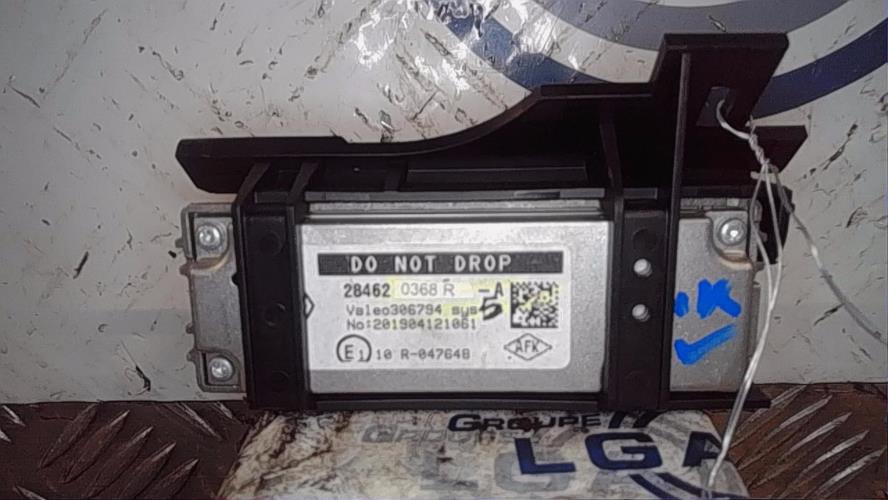 DO NOT DROP
28462 0368 R -A
Valeo306794 sys 5
No:201904121061
E1 10 R-047648
AFK
GROUPE
LGA